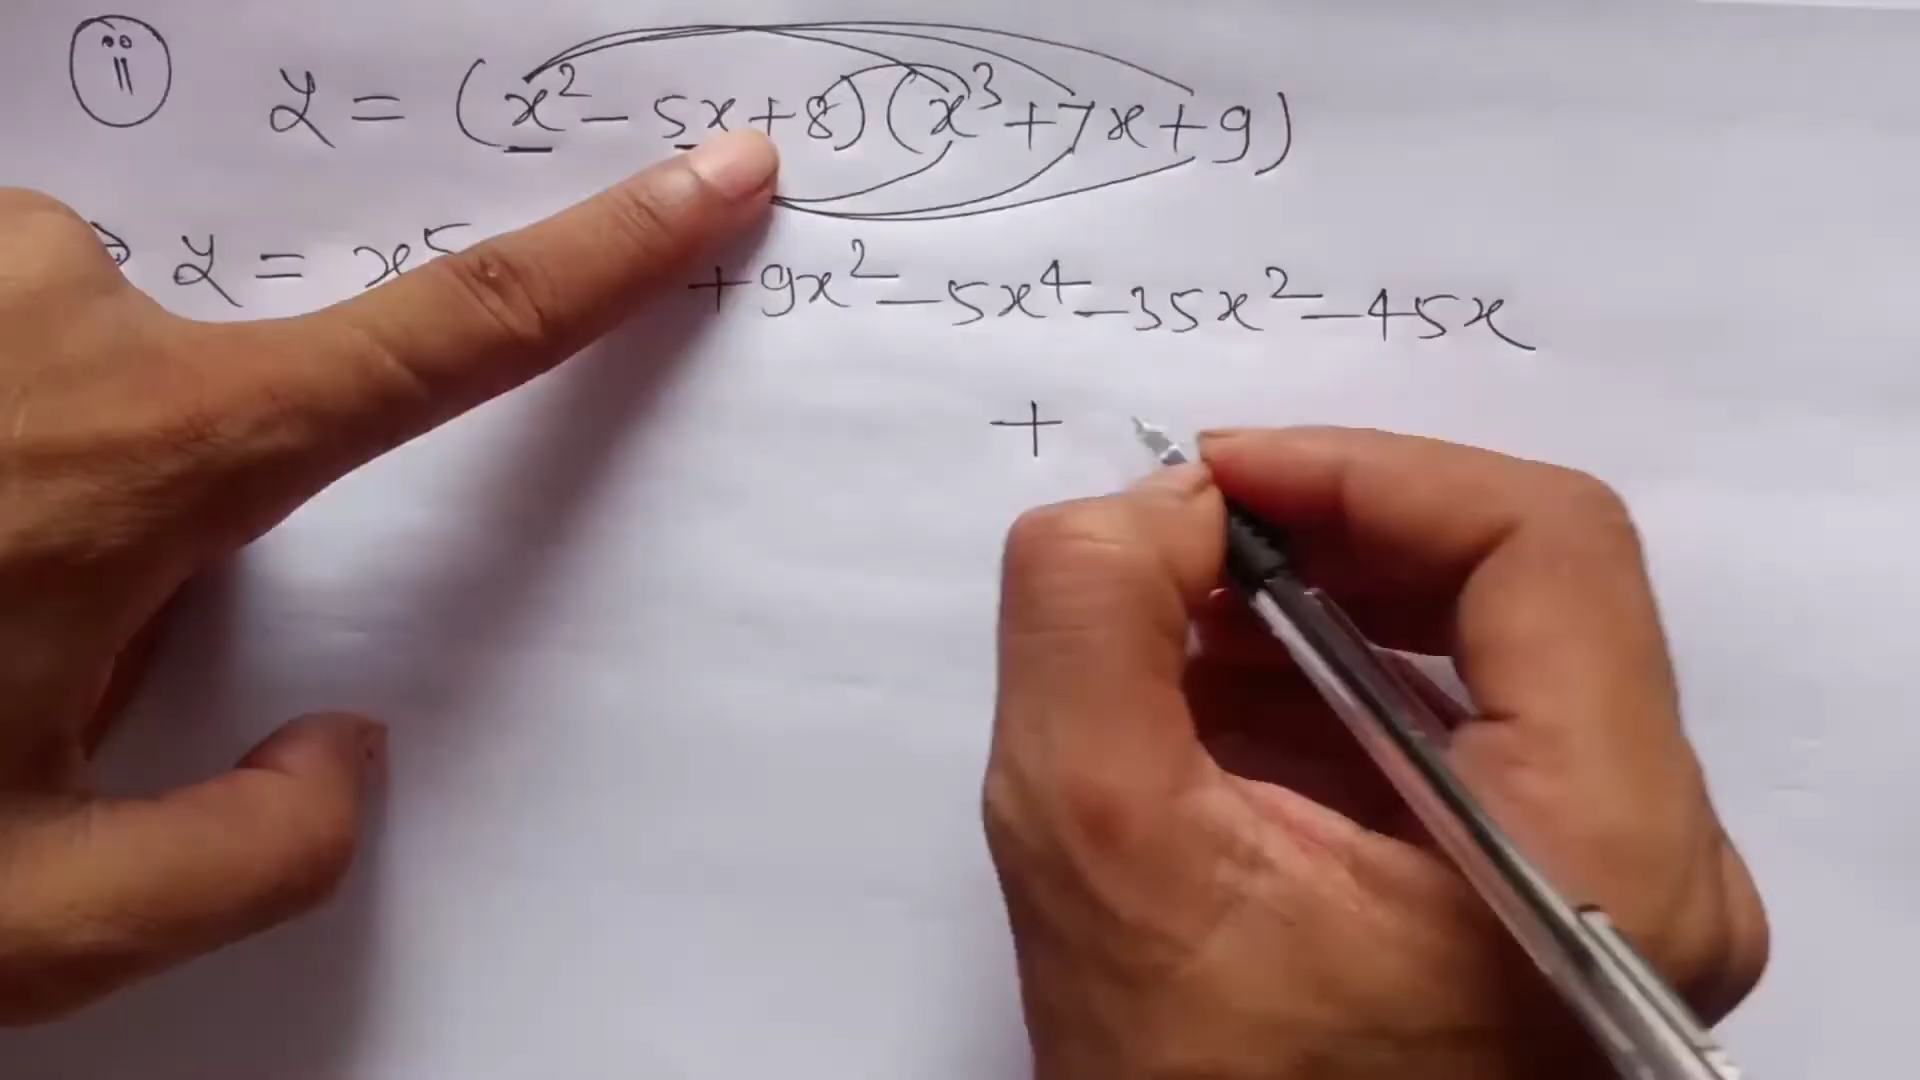 ii y = (x² - 5x + 8) (x³ + 7x + 9)
y = x⁵ + 9x² - 5x⁴ - 35x² - 45x
+